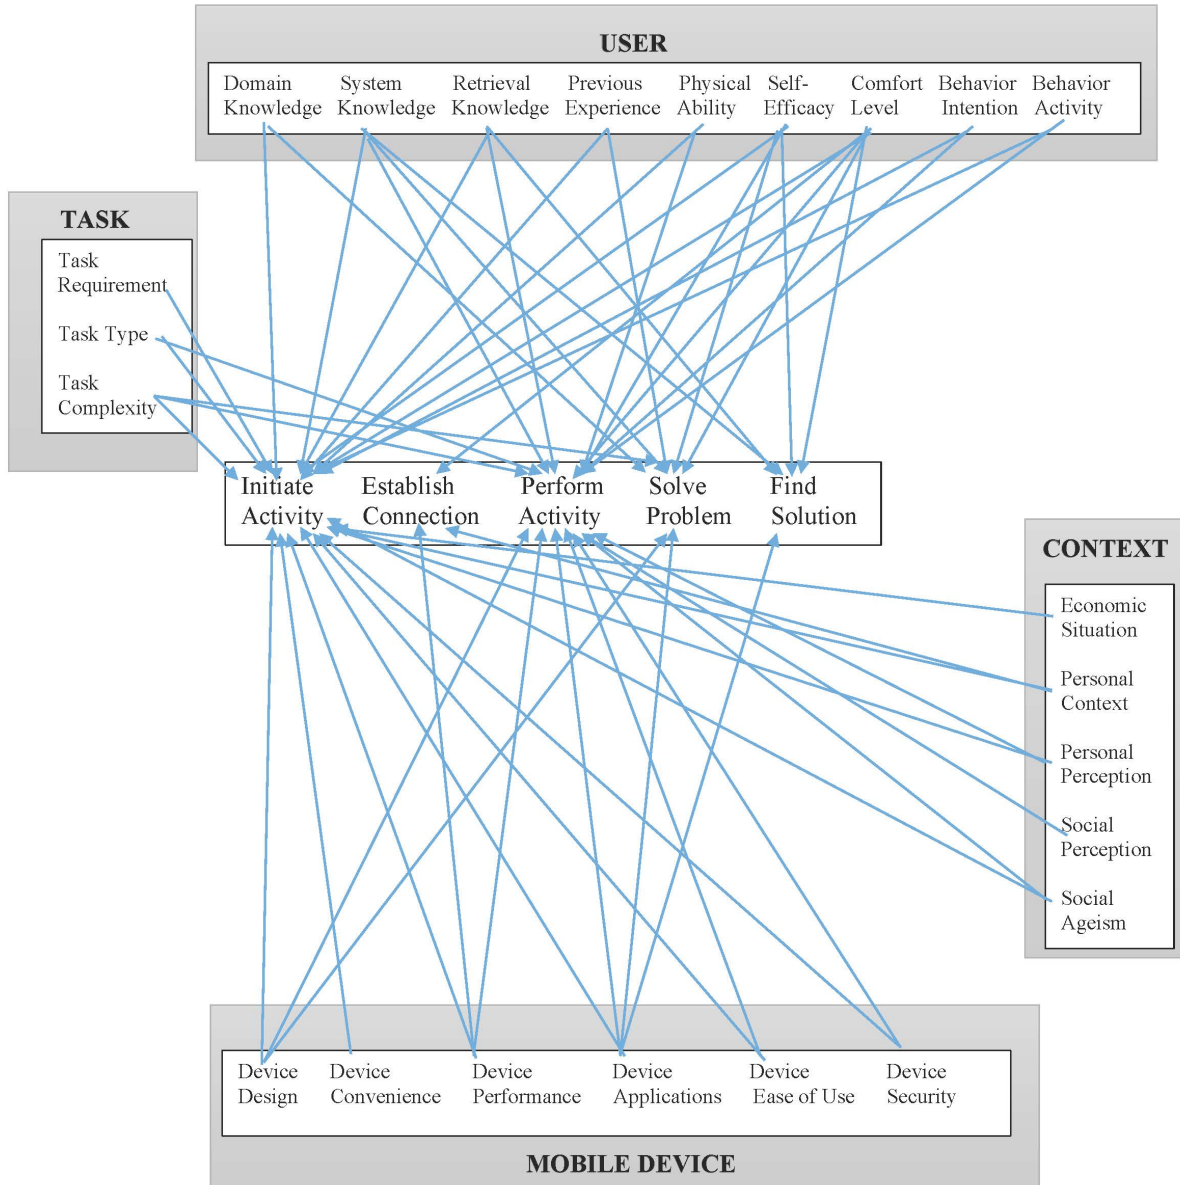 USER
Domain Knowledge
System Knowledge
Retrieval Knowledge
Previous Experience
Physical Ability
Self-Efficacy
Comfort Level
Behavior Intention
Behavior Activity
TASK
Task
Requirement
Task Type
Task
Complexity
Initiate
Activity
Establish
Connection
Perform
Activity
Solve
Problem
Find
Solution
CONTEXT
Economic
Situation
Personal
Context
Personal
Perception
Social
Perception
Social
Ageism
Device
Design
Device
Convenience
Device
Performance
Device
Applications
Device
Ease of Use
Device
Security
MOBILE DEVICE